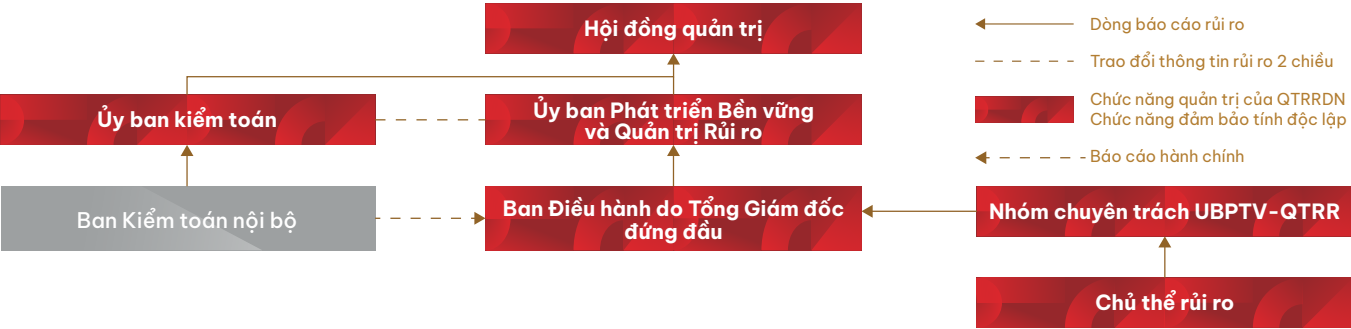 Hội đồng quản trị
Dòng báo cáo rủi ro
Trao đổi thông tin rủi ro 2 chiều
Chức năng quản trị của QTRRDN
Chức năng đảm bảo tính độc lập
Báo cáo hành chính
Ủy ban kiểm toán
Ủy ban Phát triển Bền vững
và Quản trị Rủi ro
Ban Kiểm toán nội bộ
Ban Điều hành do Tổng Giám đốc
đứng đầu
Nhóm chuyên trách UBPTV-QTRR
Chủ thể rủi ro